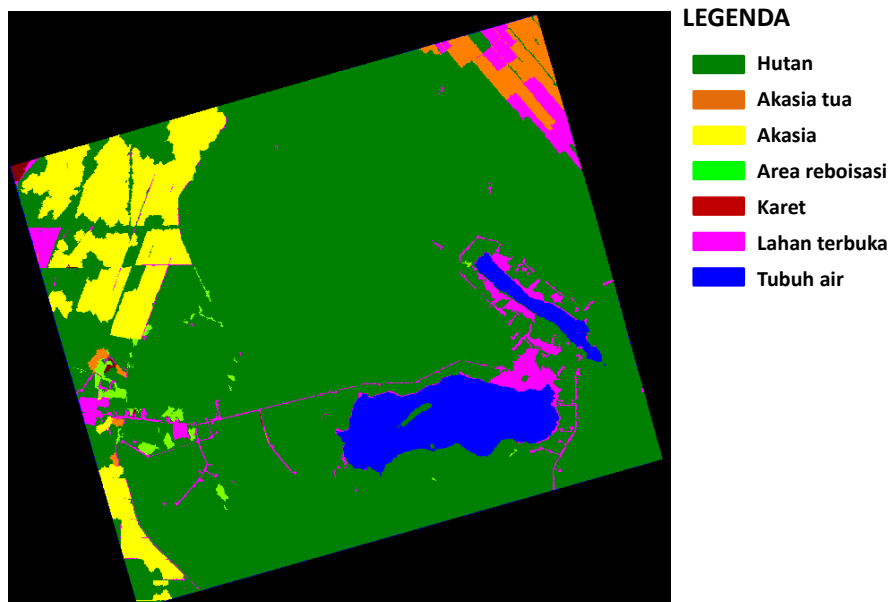 LEGENDA
Hutan
Akasia tua
Akasia
Area reboisasi
Karet
Lahan terbuka
Tubuh air